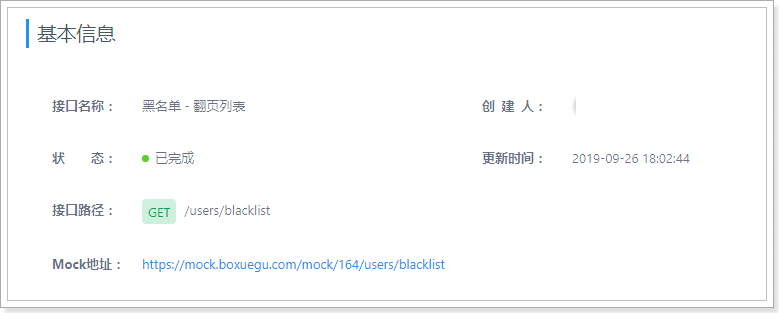 基本信息
接口名称： 黑名单 - 翻页列表 创 建 人：
状 态： 已完成 更新时间： 2019-09-26 18:02:44
接口路径： GET /users/blacklist
Mock地址： https://mock.boxuegu.com/mock/164/users/blacklist